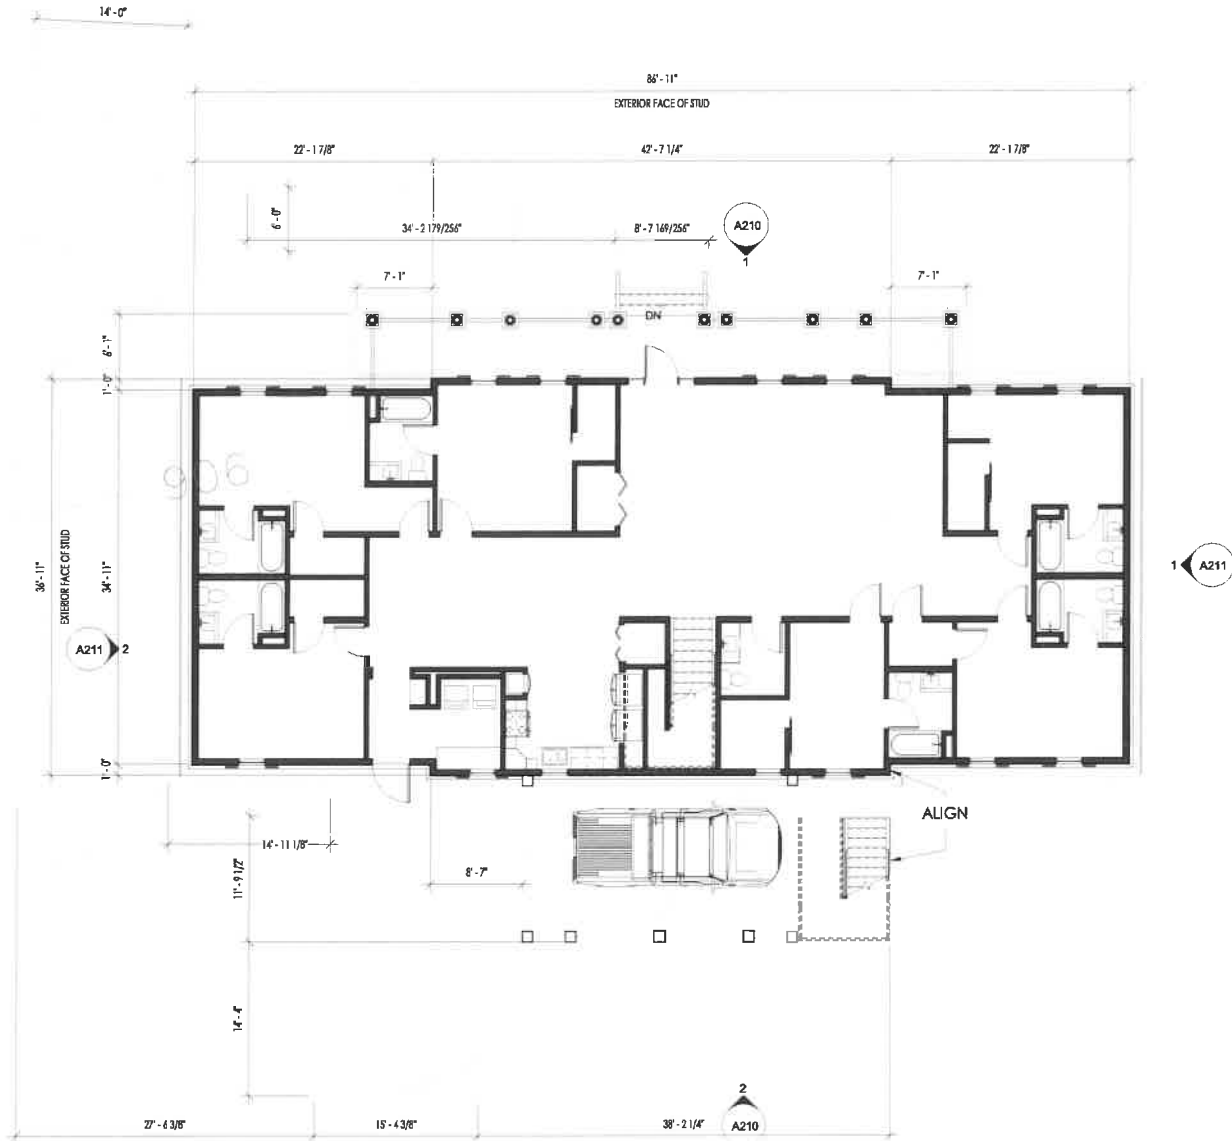 14' - 0"
86' - 11"
EXTERIOR FACE OF STUD
22' - 1 7/8"
42' - 7 1/4"
22' - 1 7/8"
6' - 0"
34' - 2 179/256"
8' - 7 169/256"
A210
1
7' - 1"
7' - 1"
DN
6' - 1"
1' - 0"
36' - 11"
EXTERIOR FACE OF STUD
34' - 11"
1
A211
A211
2
1' - 0"
ALIGN
14' - 11 1/8"
11' - 9 1/2"
8' - 7"
14' - 4"
2
A210
27' - 6 3/8"
15' - 4 3/8"
38' - 2 1/4"